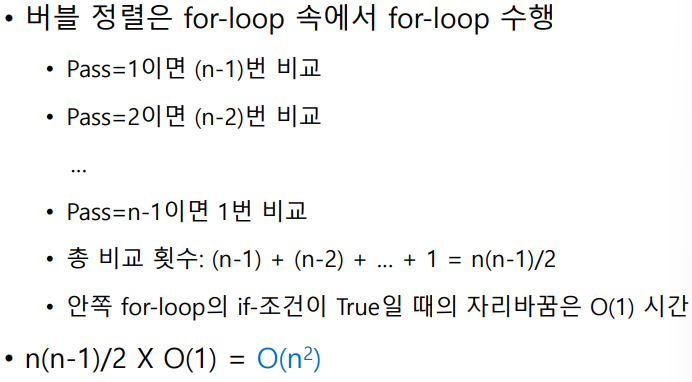 • 버블 정렬은 for-loop 속에서 for-loop 수행
• Pass=1이면 (n-1)번 비교
• Pass=2이면 (n-2)번 비교
...
• Pass=n-1이면 1번 비교
• 총 비교 횟수: (n-1) + (n-2) + ... + 1 = n(n-1)/2
• 안쪽 for-loop의 if-조건이 True일 때의 자리바꿈은 O(1) 시간
• n(n-1)/2 X O(1) = O(n²)